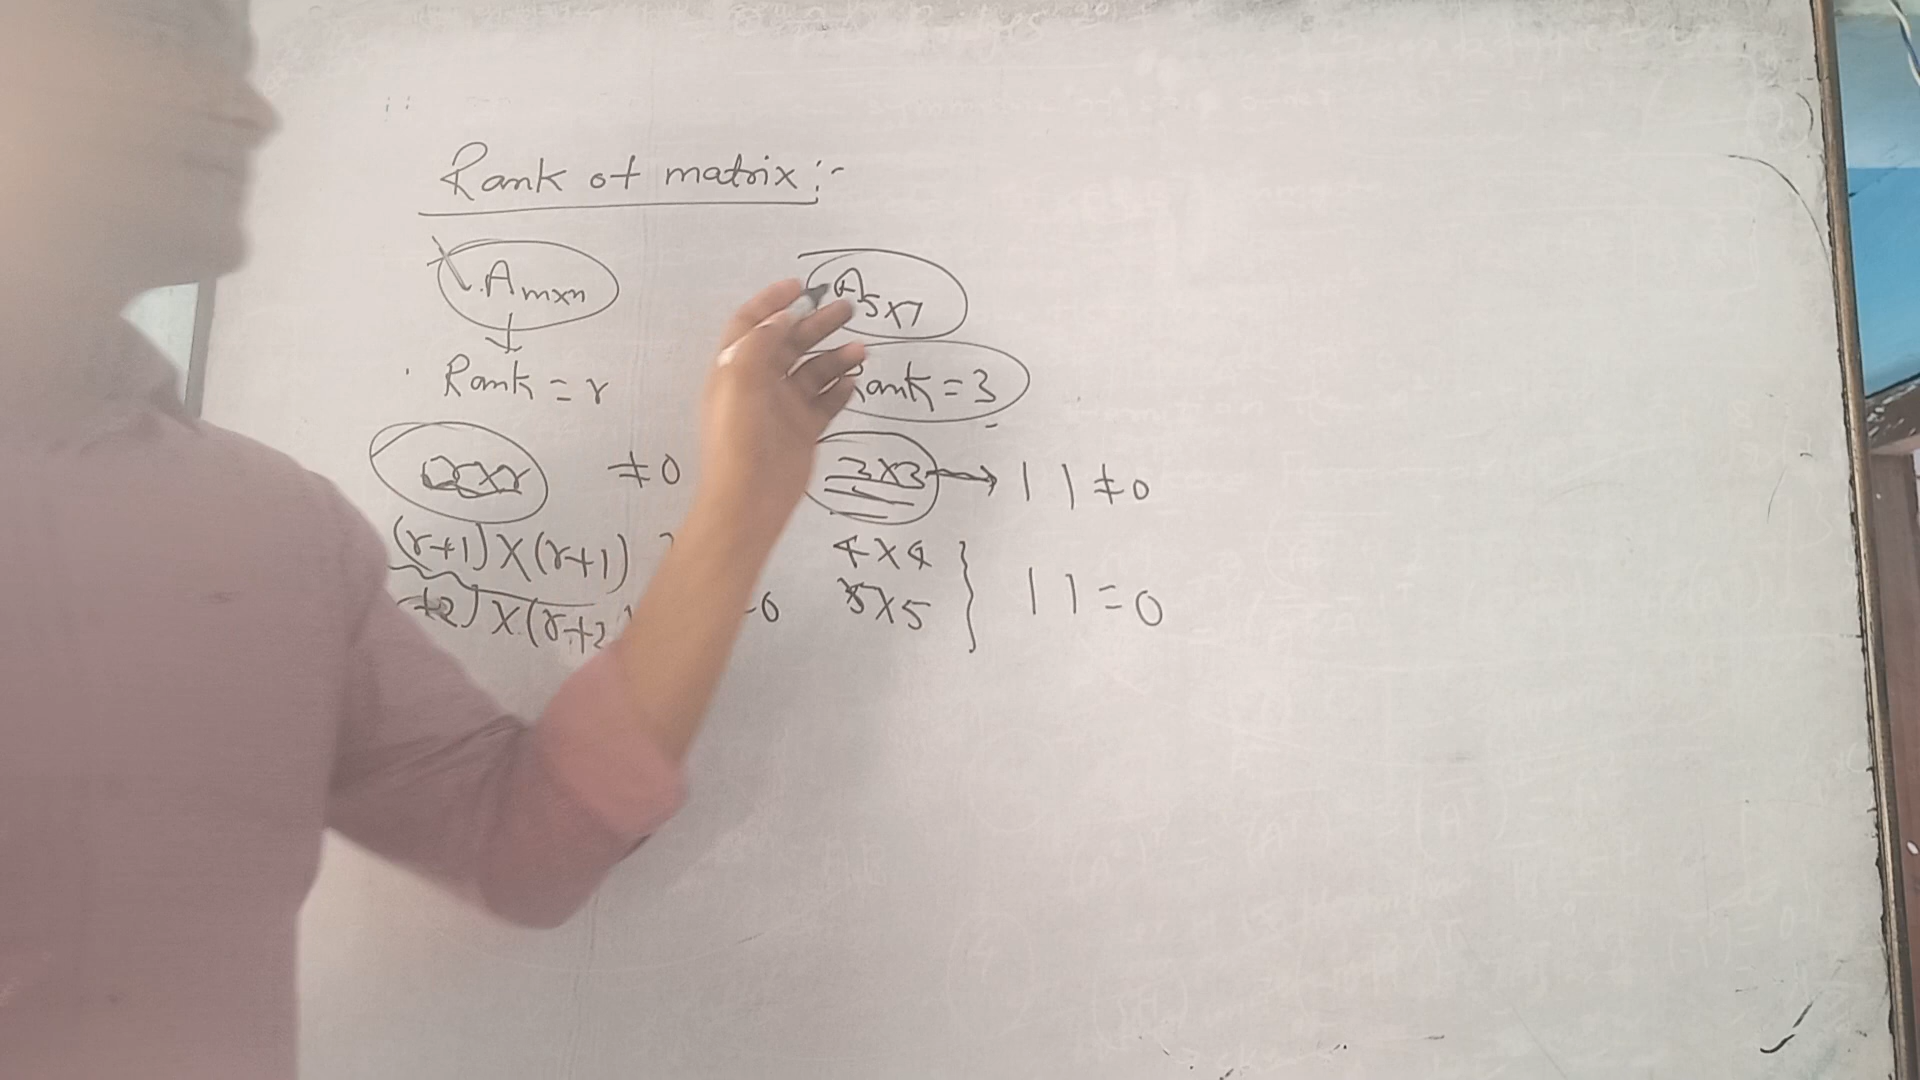 Rank of matrix :-
A m×n
A 5×7
Rank = r
Rank = 3
r×r ≠ 0
3×3 → | | ≠ 0
(r+1) × (r+1)
4×4
+2) × (r+2
0
5×5 } | | = 0